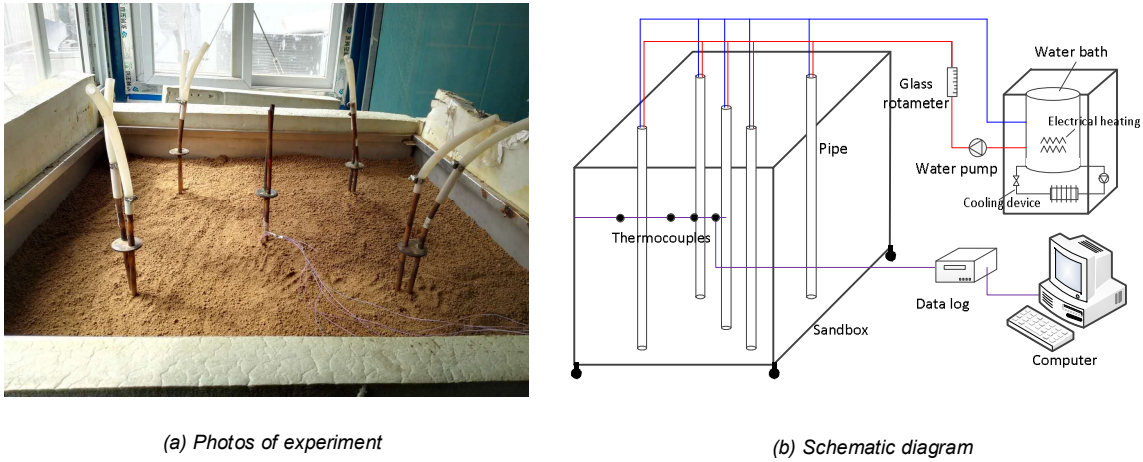 Water bath
Glass
rotameter
Electrical heating
Pipe
Water pump
Cooling device
Thermocouples
Data log
Sandbox
Computer
(a) Photos of experiment
(b) Schematic diagram